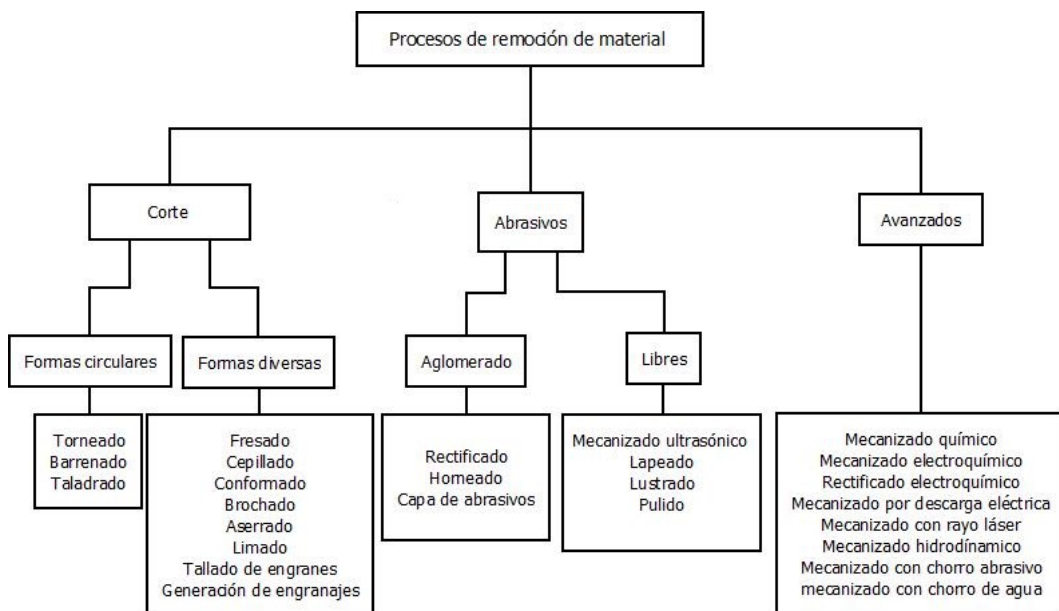 Procesos de remoción de material
Corte
Abrasivos
Avanzados
Formas circulares
Formas diversas
Aglomerado
Libres
Torneado
Barrenado
Taladrado
Fresado
Cepillado
Conformado
Brochado
Aserrado
Limado
Tallado de engranes
Generación de engranajes
Rectificado
Horneado
Capa de abrasivos
Mecanizado ultrasónico
Lapeado
Lustrado
Pulido
Mecanizado químico
Mecanizado electroquímico
Rectificado electroquímico
Mecanizado por descarga eléctrica
Mecanizado con rayo láser
Mecanizado hidrodínamico
Mecanizado con chorro abrasivo
mecanizado con chorro de agua